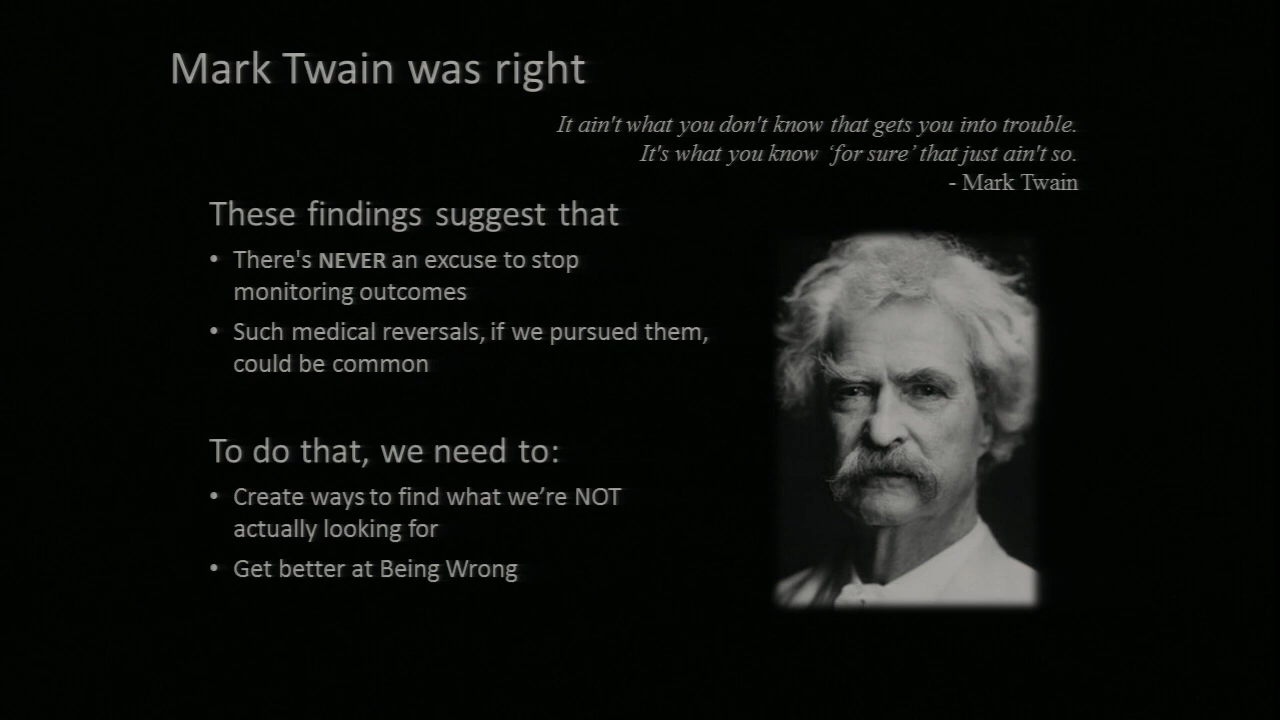 Mark Twain was right
It ain't what you don't know that gets you into trouble.
It's what you know ‘for sure’ that just ain't so.
- Mark Twain
These findings suggest that
• There's NEVER an excuse to stop
monitoring outcomes
• Such medical reversals, if we pursued them,
could be common
To do that, we need to:
• Create ways to find what we’re NOT
actually looking for
• Get better at Being Wrong